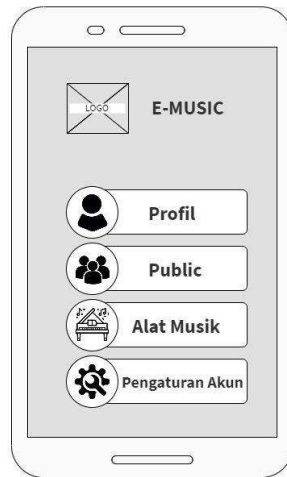 LOGO
E-MUSIC
Profil
Public
Alat Musik
Pengaturan Akun